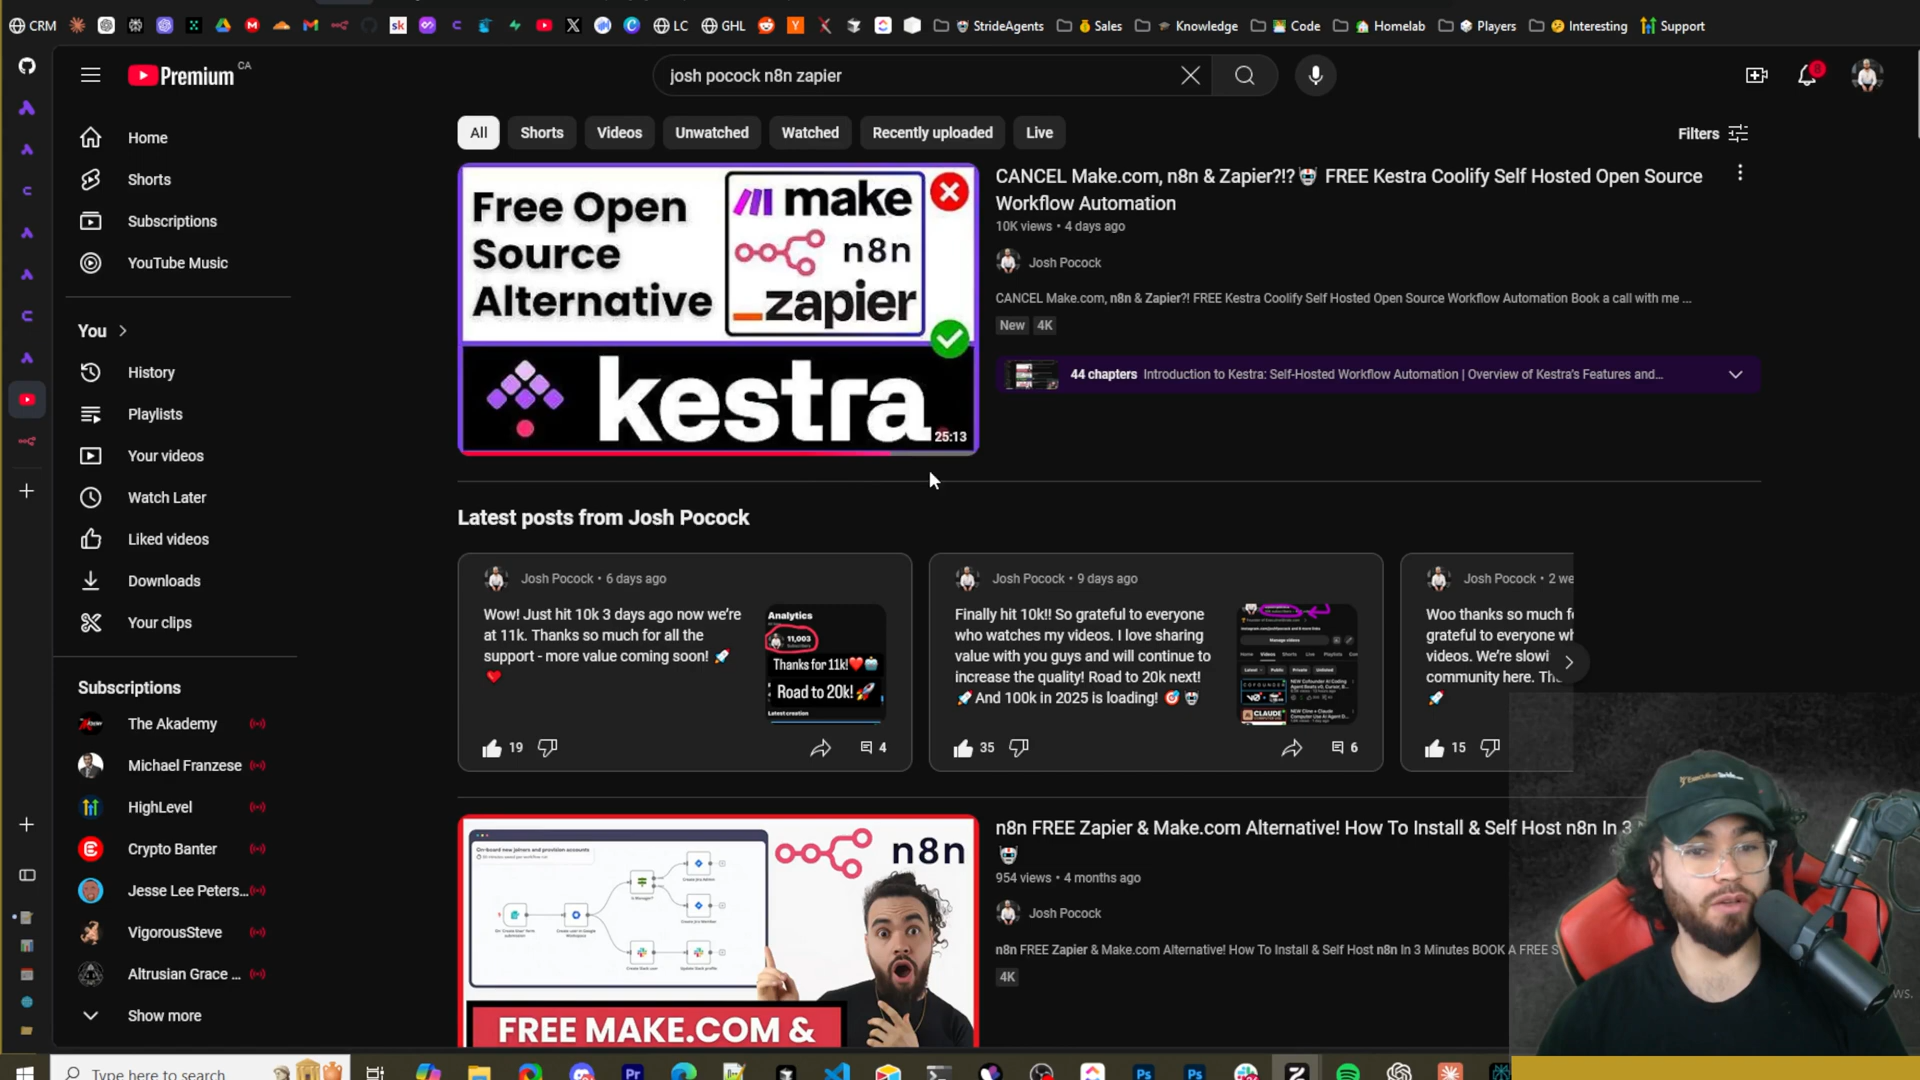 CRM
sk
LC
GHL
StrideAgents
Sales
Knowledge
Code
Homelab
Players
Interesting
Support
Premium CA
josh pocock n8n zapier
8
Home
Shorts
Subscriptions
YouTube Music
You
History
Playlists
Your videos
Watch Later
Liked videos
Downloads
Your clips
Subscriptions
The Akademy
Michael Franzese
HighLevel
Crypto Banter
Jesse Lee Peters...
VigorousSteve
Altrusian Grace ...
Show more
All
Shorts
Videos
Unwatched
Watched
Recently uploaded
Live
Filters
Free Open
Source
Alternative
make
n8n
_zapier
kestra
25:13
CANCEL Make.com, n8n & Zapier?!? FREE Kestra Coolify Self Hosted Open Source
Workflow Automation
10K views • 4 days ago
Josh Pocock
CANCEL Make.com, n8n & Zapier?! FREE Kestra Coolify Self Hosted Open Source Workflow Automation Book a call with me ...
New
4K
44 chapters Introduction to Kestra: Self-Hosted Workflow Automation | Overview of Kestra's Features and...
Latest posts from Josh Pocock
Josh Pocock • 6 days ago
Wow! Just hit 10k 3 days ago now we're
at 11k. Thanks so much for all the
support - more value coming soon!
Analytics
11,003
Thanks for 11k!
Road to 20k!
Latest creation
19
4
Josh Pocock • 9 days ago
Finally hit 10k!! So grateful to everyone
who watches my videos. I love sharing
value with you guys and will continue to
increase the quality! Road to 20k next!
And 100k in 2025 is loading!
35
6
Josh Pocock • 2 we
Woo thanks so much f
grateful to everyone wh
videos. We're slowl
community here. Th
15
n8n
FREE MAKE.COM &
n8n FREE Zapier & Make.com Alternative! How To Install & Self Host n8n In 3
954 views • 4 months ago
Josh Pocock
n8n FREE Zapier & Make.com Alternative! How To Install & Self Host n8n In 3 Minutes BOOK A FREE S
4K
ws.
Type here to search
Pr
Ps
Ps